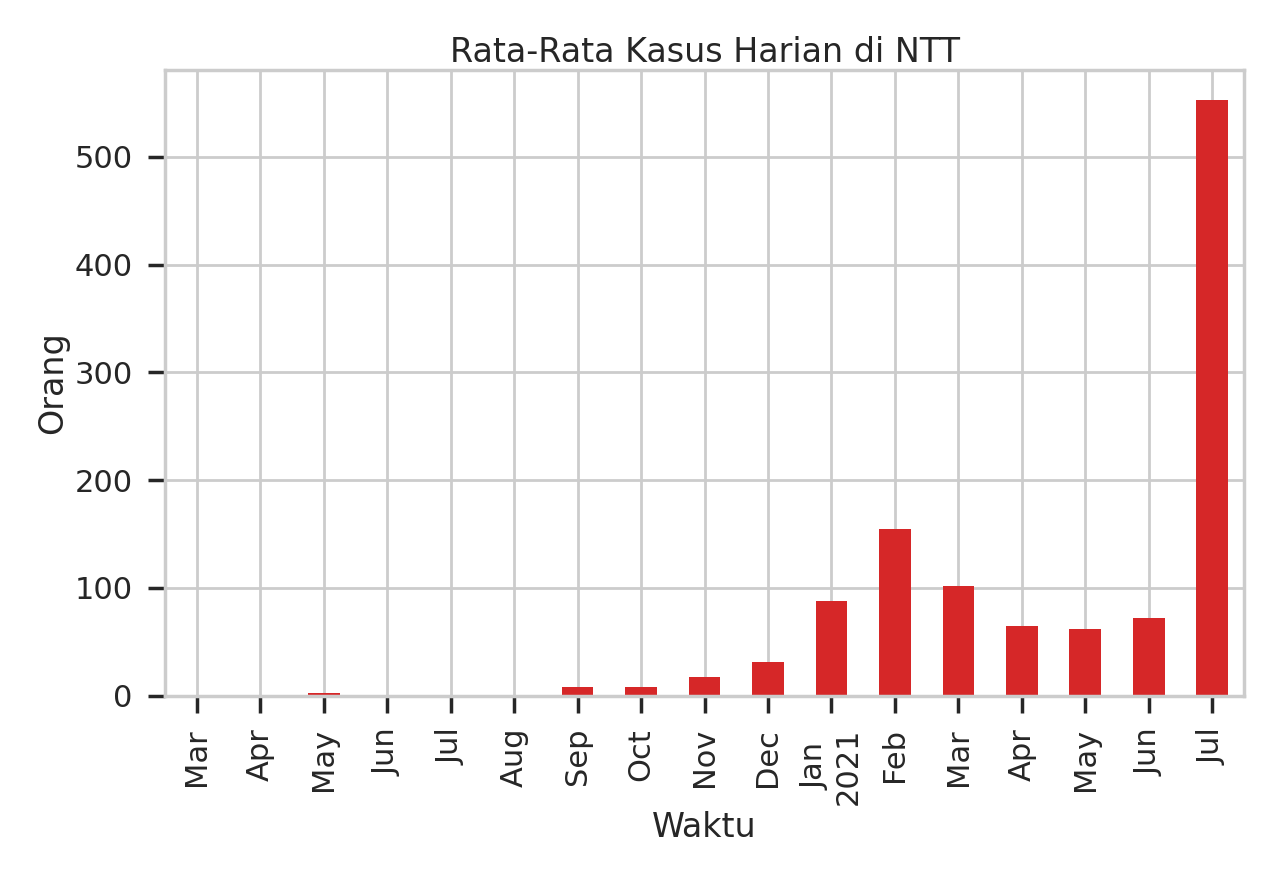 Rata-Rata Kasus Harian di NTT
Orang
500
400
300
200
100
0
Mar
Apr
May
Jun
Jul
Aug
Sep
Oct
Nov
Dec
Jan
2021
Feb
Mar
Apr
May
Jun
Jul
Waktu